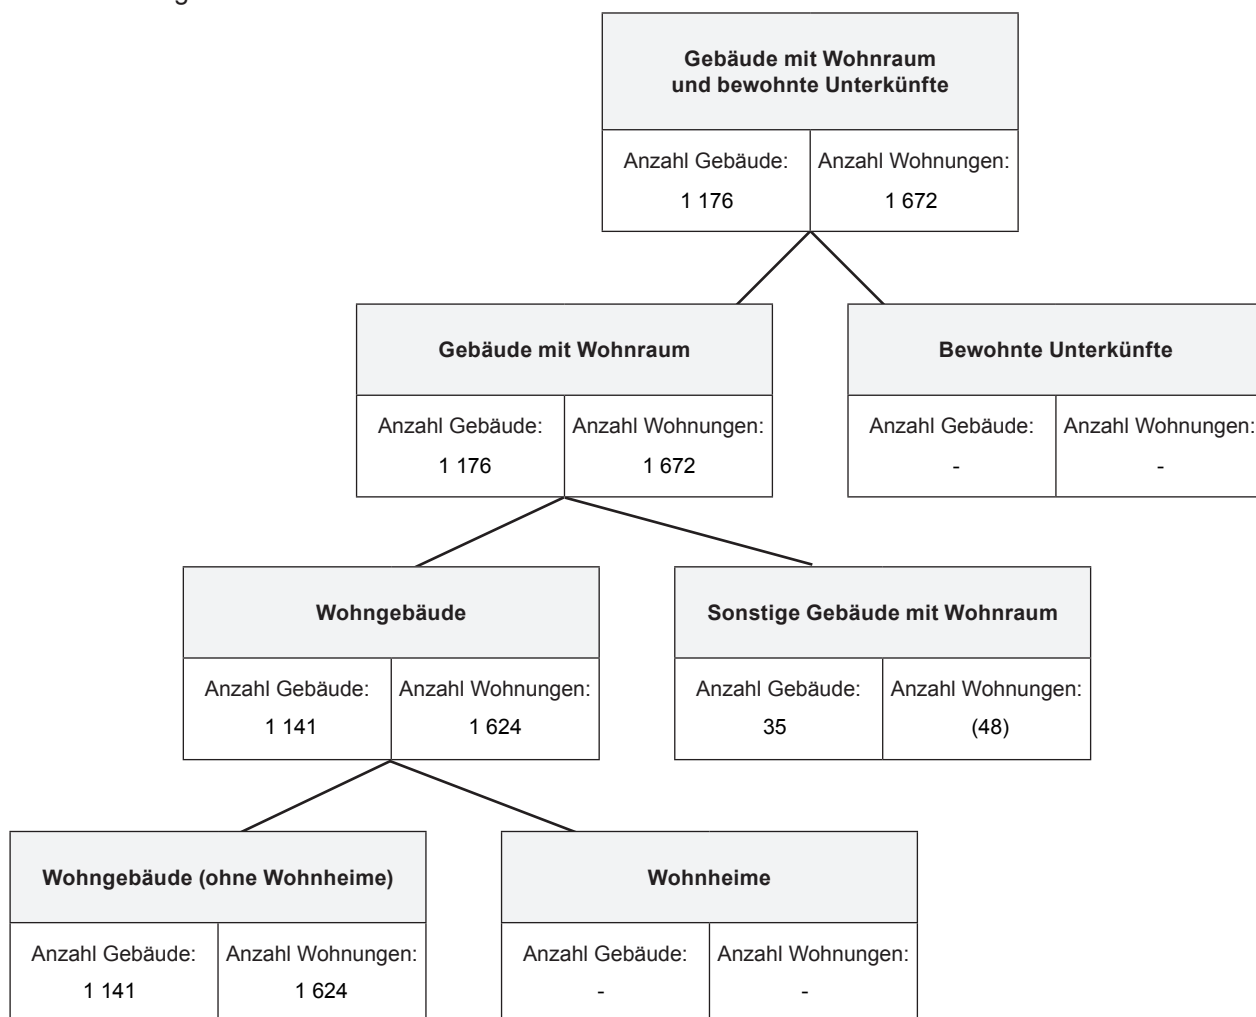 Gebäude mit Wohnraum
und bewohnte Unterkünfte
Anzahl Gebäude: Anzahl Wohnungen:
1 176 1 672
Gebäude mit Wohnraum
Anzahl Gebäude: Anzahl Wohnungen:
1 176 1 672
Bewohnte Unterkünfte
Anzahl Gebäude: Anzahl Wohnungen:
- -
Wohngebäude
Anzahl Gebäude: Anzahl Wohnungen:
1 141 1 624
Sonstige Gebäude mit Wohnraum
Anzahl Gebäude: Anzahl Wohnungen:
35 (48)
Wohngebäude (ohne Wohnheime)
Anzahl Gebäude: Anzahl Wohnungen:
1 141 1 624
Wohnheime
Anzahl Gebäude: Anzahl Wohnungen:
- -